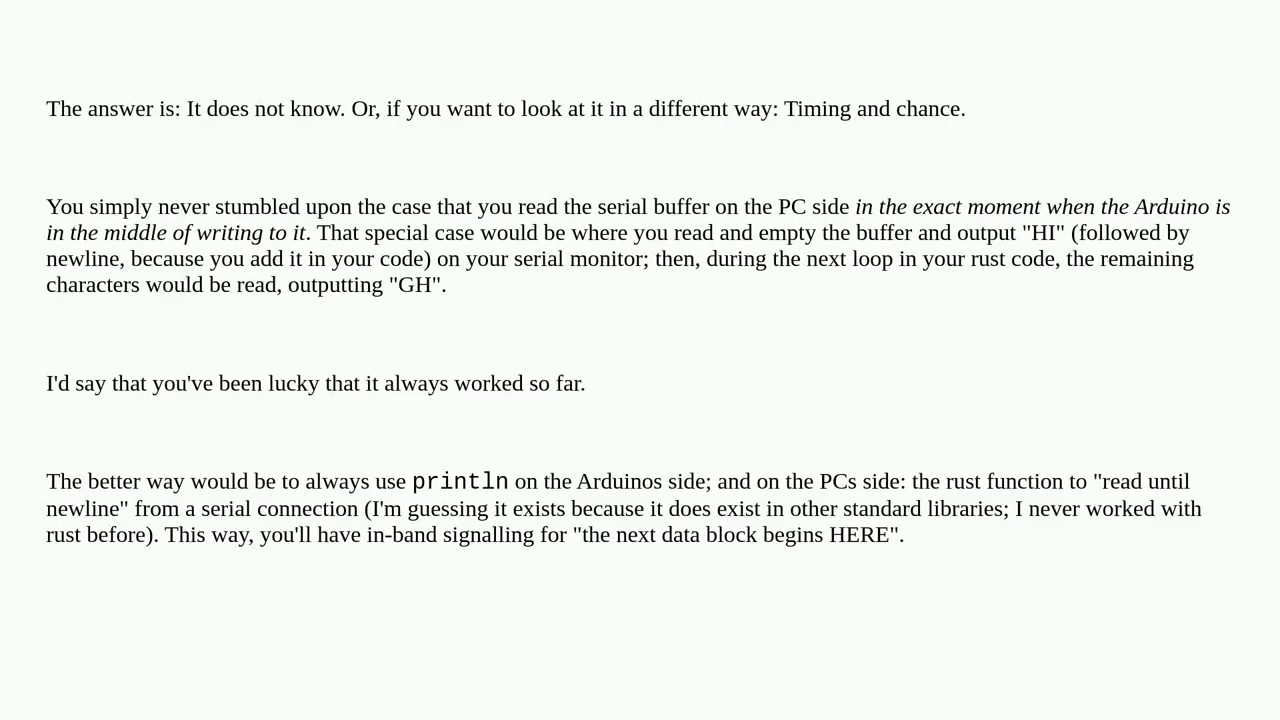 The answer is: It does not know. Or, if you want to look at it in a different way: Timing and chance.
You simply never stumbled upon the case that you read the serial buffer on the PC side in the exact moment when the Arduino is
in the middle of writing to it. That special case would be where you read and empty the buffer and output "HI" (followed by
newline, because you add it in your code) on your serial monitor; then, during the next loop in your rust code, the remaining
characters would be read, outputting "GH".
I'd say that you've been lucky that it always worked so far.
The better way would be to always use println on the Arduinos side; and on the PCs side: the rust function to "read until
newline" from a serial connection (I'm guessing it exists because it does exist in other standard libraries; I never worked with
rust before). This way, you'll have in-band signalling for "the next data block begins HERE".